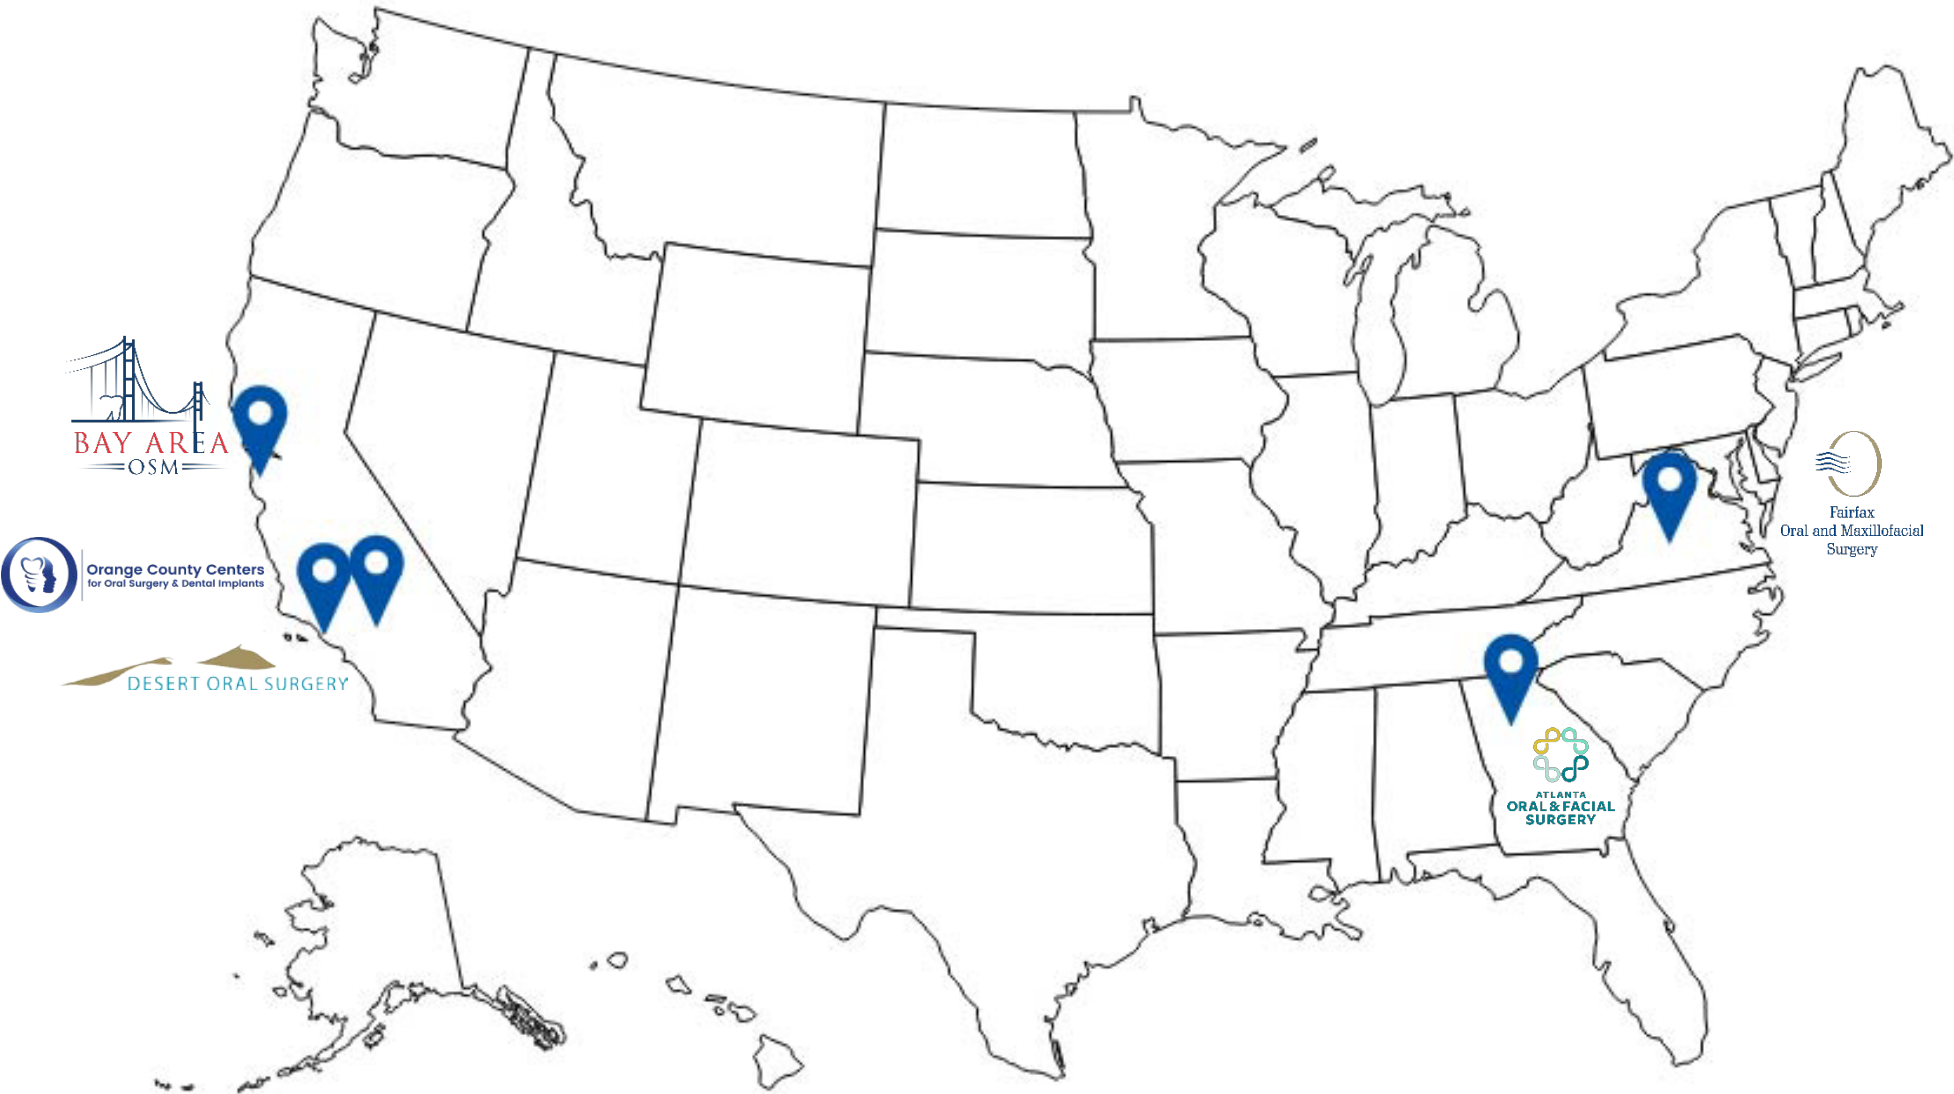 BAY AREA
OSM
Orange County Centers
for Oral Surgery & Dental Implants
DESERT ORAL SURGERY
Fairfax
Oral and Maxillofacial
Surgery
ATLANTA
ORAL & FACIAL
SURGERY